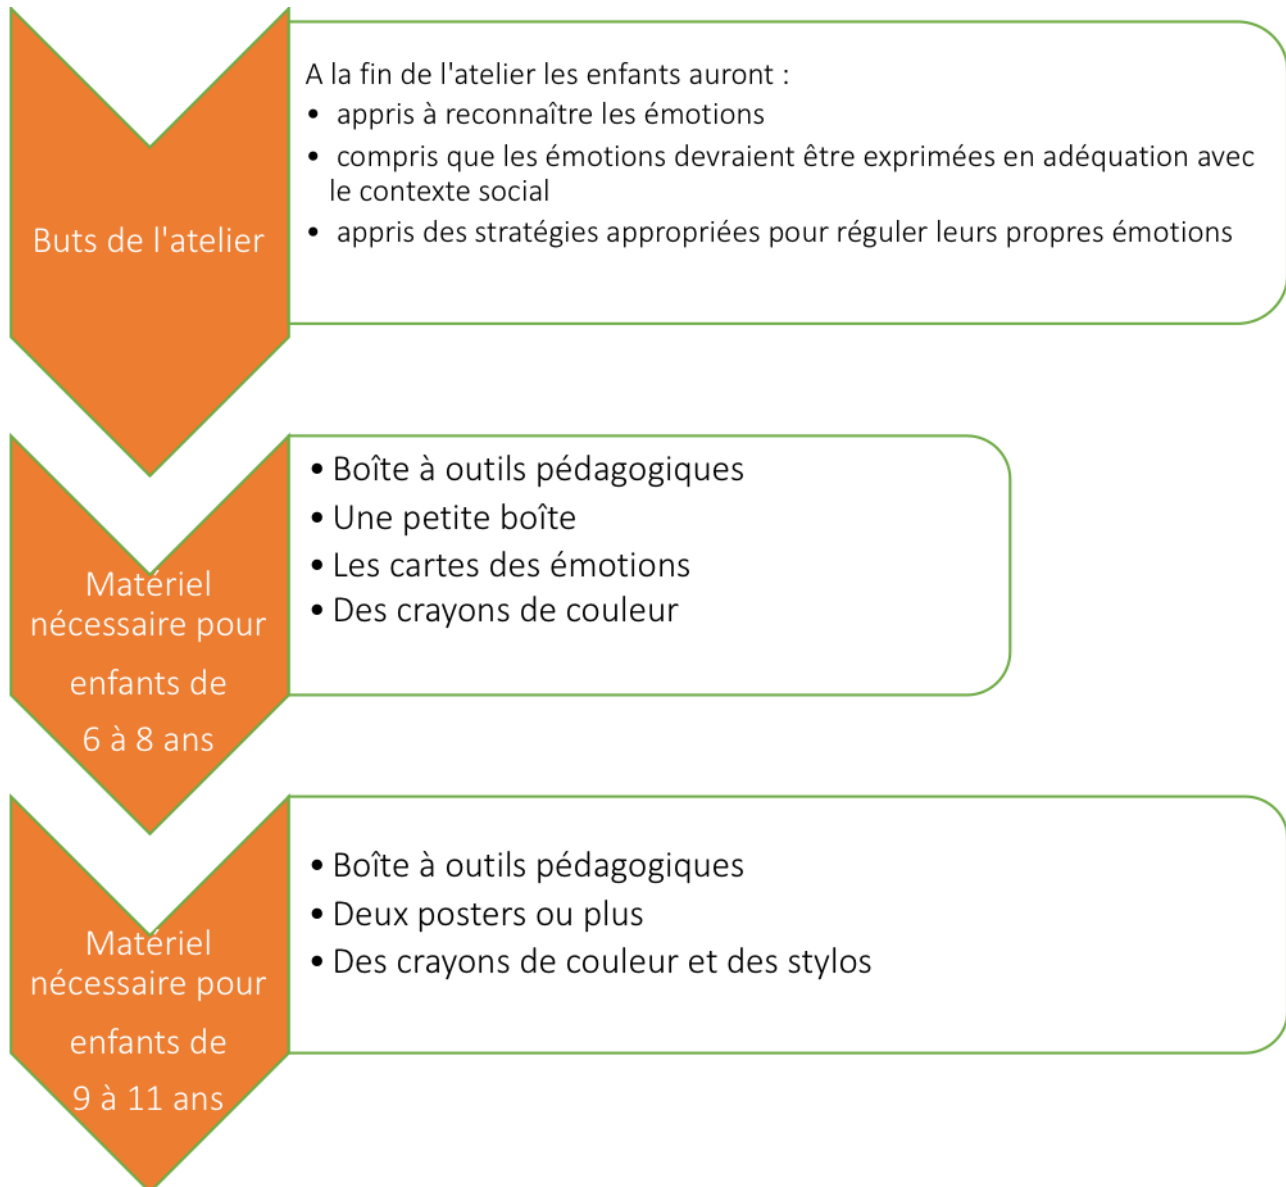 Buts de l'atelier
A la fin de l'atelier les enfants auront :
• appris à reconnaître les émotions
• compris que les émotions devraient être exprimées en adéquation avec
le contexte social
• appris des stratégies appropriées pour réguler leurs propres émotions
Matériel
nécessaire pour
enfants de
6 à 8 ans
• Boîte à outils pédagogiques
• Une petite boîte
• Les cartes des émotions
• Des crayons de couleur
Matériel
nécessaire pour
enfants de
9 à 11 ans
• Boîte à outils pédagogiques
• Deux posters ou plus
• Des crayons de couleur et des stylos